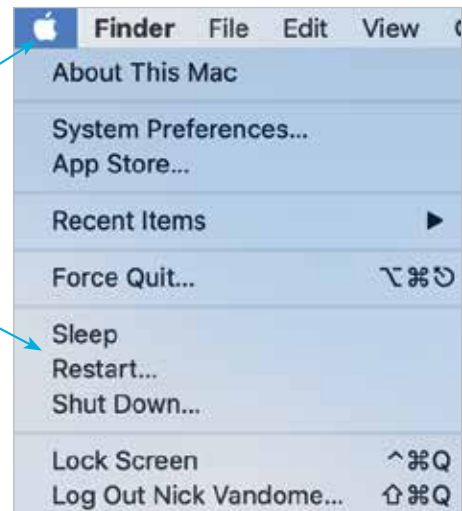 Finder File Edit View
About This Mac
System Preferences...
App Store...
Recent Items ▶
Force Quit... ⌥⌘⎋
Sleep
Restart...
Shut Down...
Lock Screen ^⌘Q
Log Out Nick Vandome... ⇧⌘Q